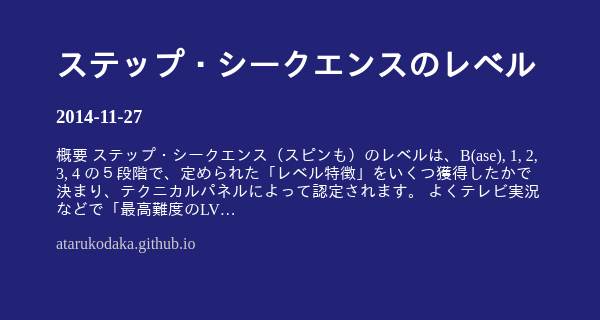 ステップ・シークエンスのレベル
2014-11-27
概要 ステップ・シークエンス（スピンも）のレベルは、B(ase), 1, 2,
3, 4 の５段階で、定められた「レベル特徴」をいくつ獲得したかで
決まり、テクニカルパネルによって認定されます。 よくテレビ実況
などで「最高難度のLV…
atarukodaka.github.io